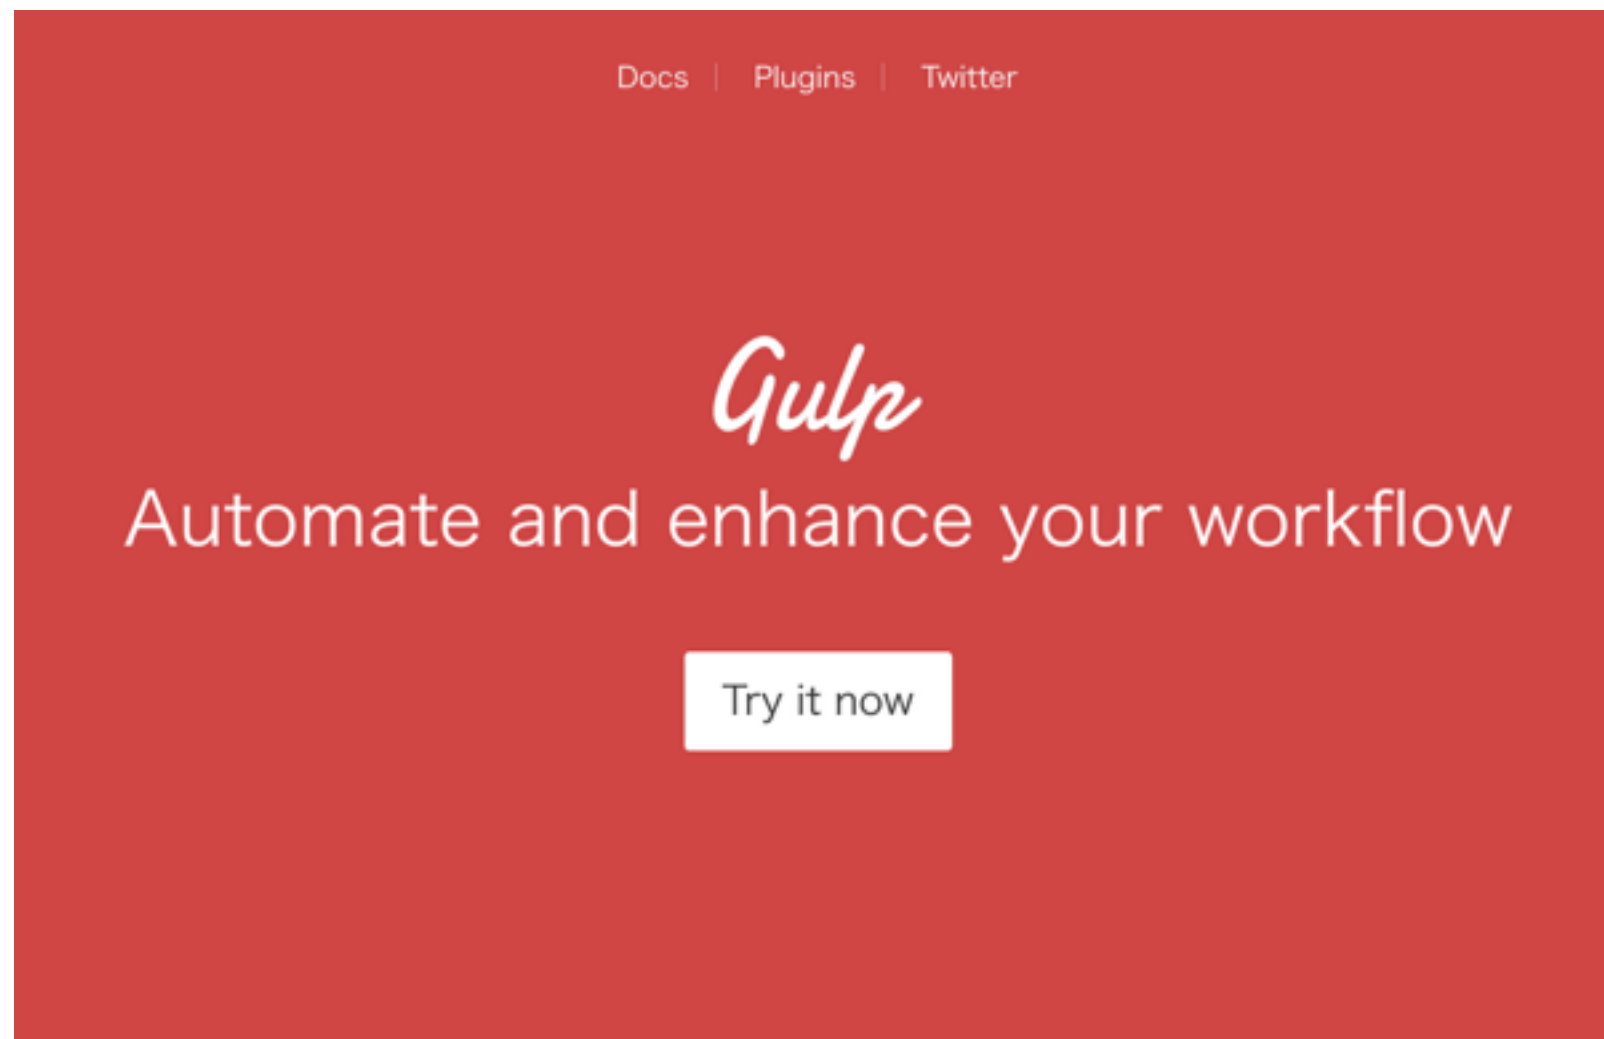 Docs Plugins Twitter
Gulp
Automate and enhance your workflow
Try it now